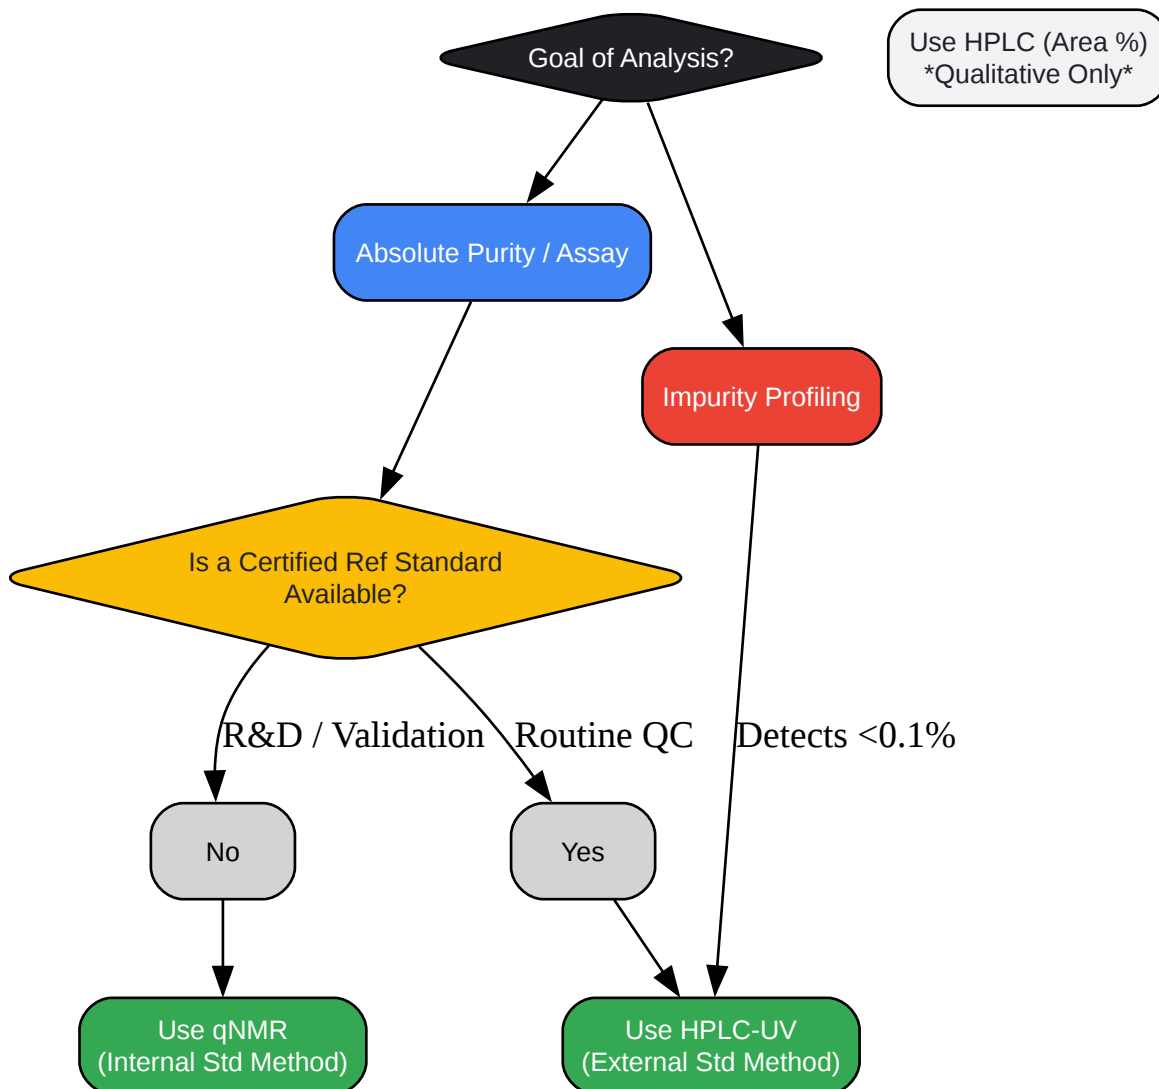 Goal of Analysis?
Use HPLC (Area %)
*Qualitative Only*
Absolute Purity / Assay
Impurity Profiling
Is a Certified Ref Standard
Available?
R&D / Validation
Routine QC
Detects <0.1%
No
Yes
Use qNMR
(Internal Std Method)
Use HPLC-UV
(External Std Method)